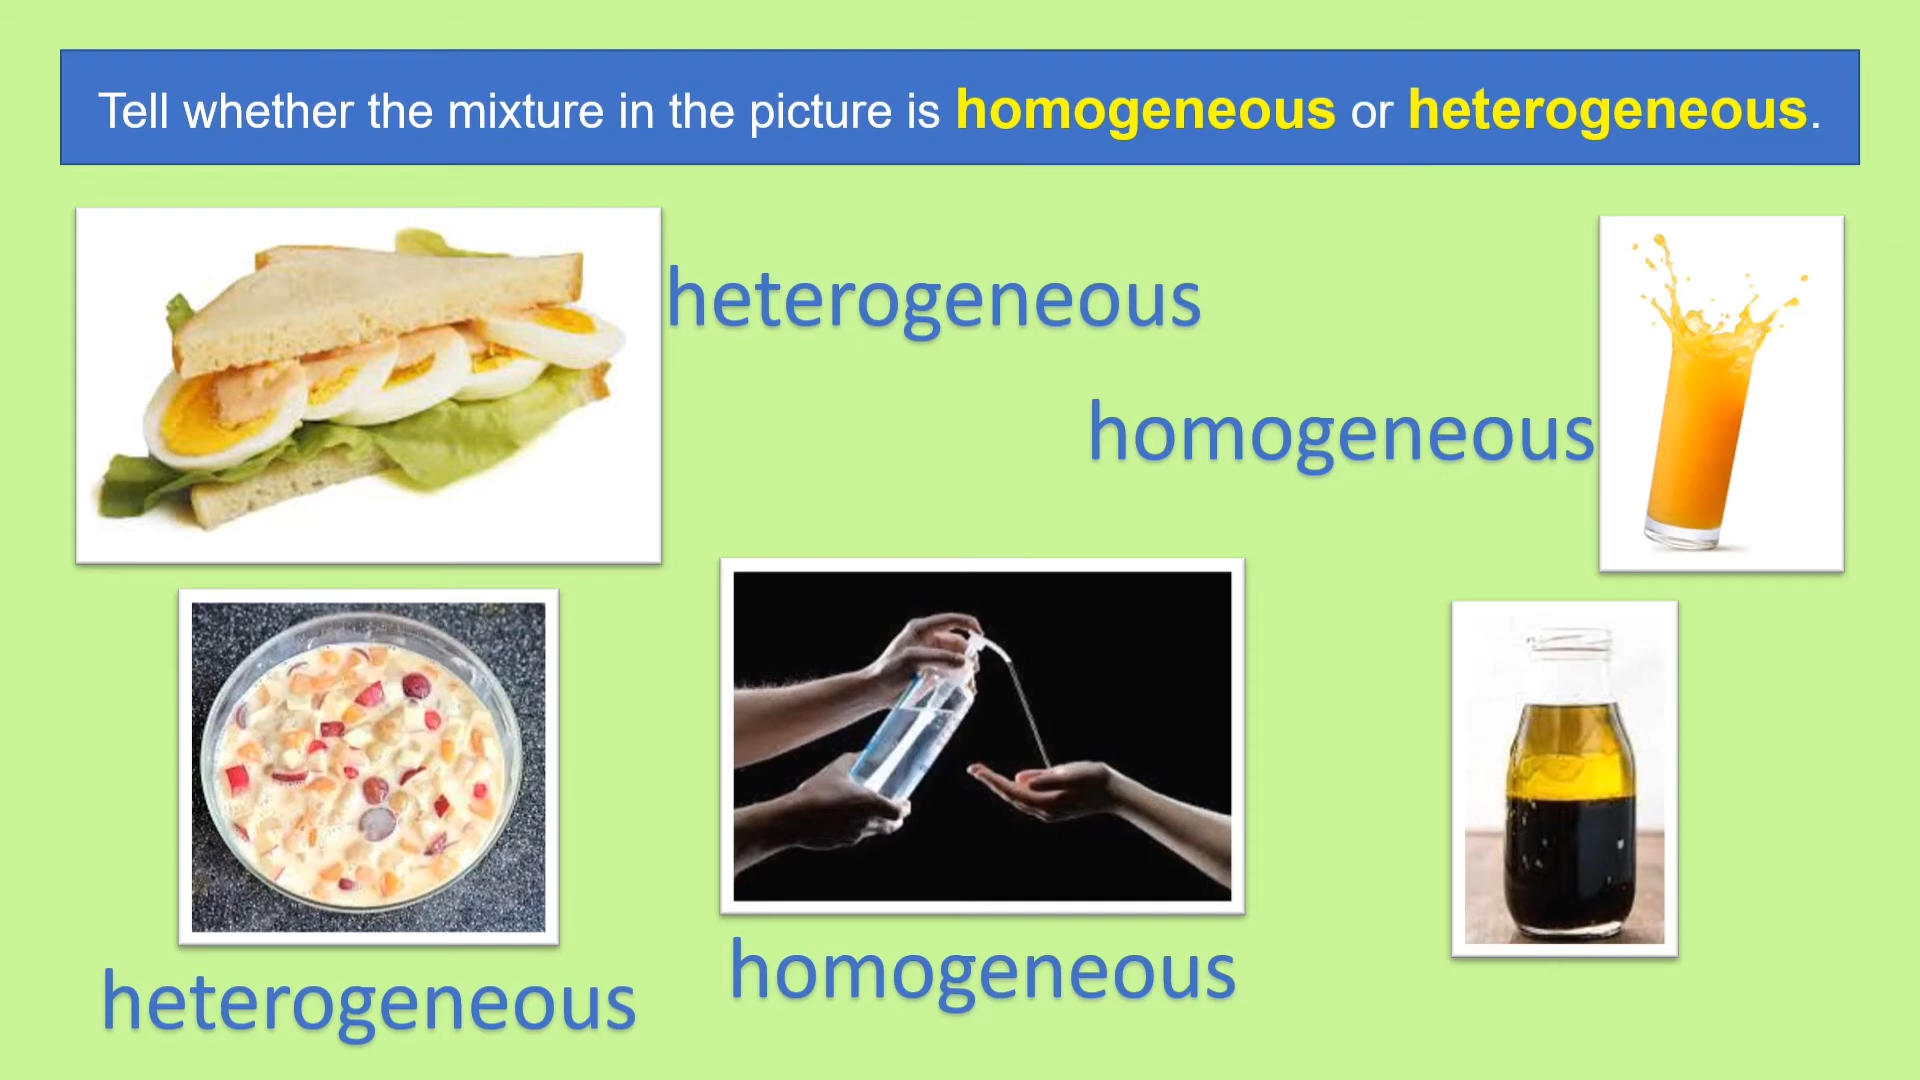 Tell whether the mixture in the picture is homogeneous or heterogeneous.
heterogeneous
homogeneous
heterogeneous
homogeneous